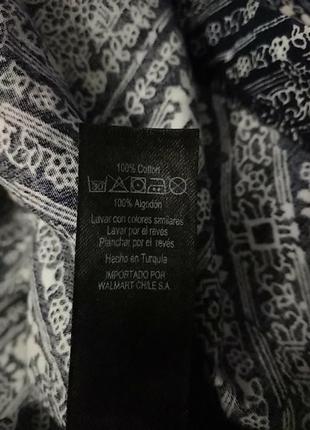 100% Cotton
30
100% Algodón
Lavar con colores similares
Lavar por el revés
Planchar por el revés
Hecho en Turquía
IMPORTADO POR
WALMART CHILE S.A.